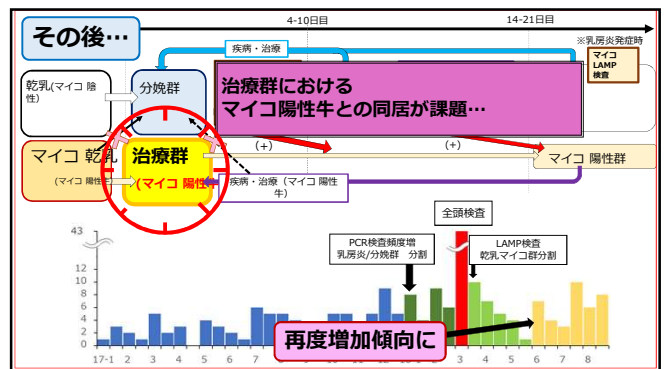 その後…
4-10日目
14-21日目
※乳房炎発症時
マイコ
LAMP
検査
疾病・治療
乾乳(マイコ 陰
性)
分娩群
治療群における
マイコ陽性牛との同居が課題…
(+)
(+)
マイコ 乾乳
(マイコ 陽性牛
治療群
(マイコ 陽性牛
疾病・治療（マイコ 陽性
牛）
マイコ 陽性群
全頭検査
PCR検査頻度増
乳房炎/分娩群 分割
LAMP検査
乾乳マイコ群分割
43
12
10
8
6
4
2
0
再度増加傾向に
17-1 2 3 4 5 6 7 8 2 3 4 5 6 7 8